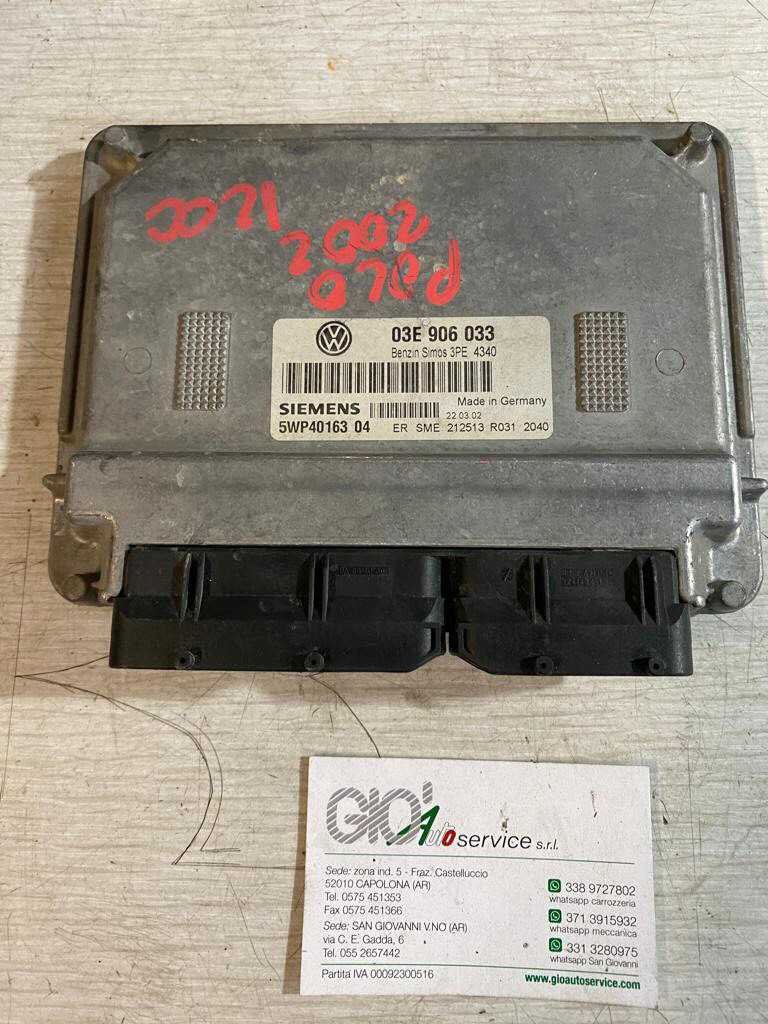 2002
POLO
03E 906 033
Benzin Simos 3PE 4340
SIEMENS
Made in Germany
22.03.02
5WP40163 04
ER SME 212513 R031 2040
GIO' Autoservice s.r.l.
Sede: zona ind. 5 - Fraz. Castelluccio
52010 CAPOLONA (AR)
Tel. 0575 451353
Fax 0575 451366
Sede: SAN GIOVANNI V.NO (AR)
via C. E. Gadda, 6
Tel. 055 2657442
Partita IVA 00092300516
338 9727802
whatsapp carrozzeria
371 3915932
whatsapp meccanica
331 3280975
whatsapp San Giovanni
www.gioautoservice.com